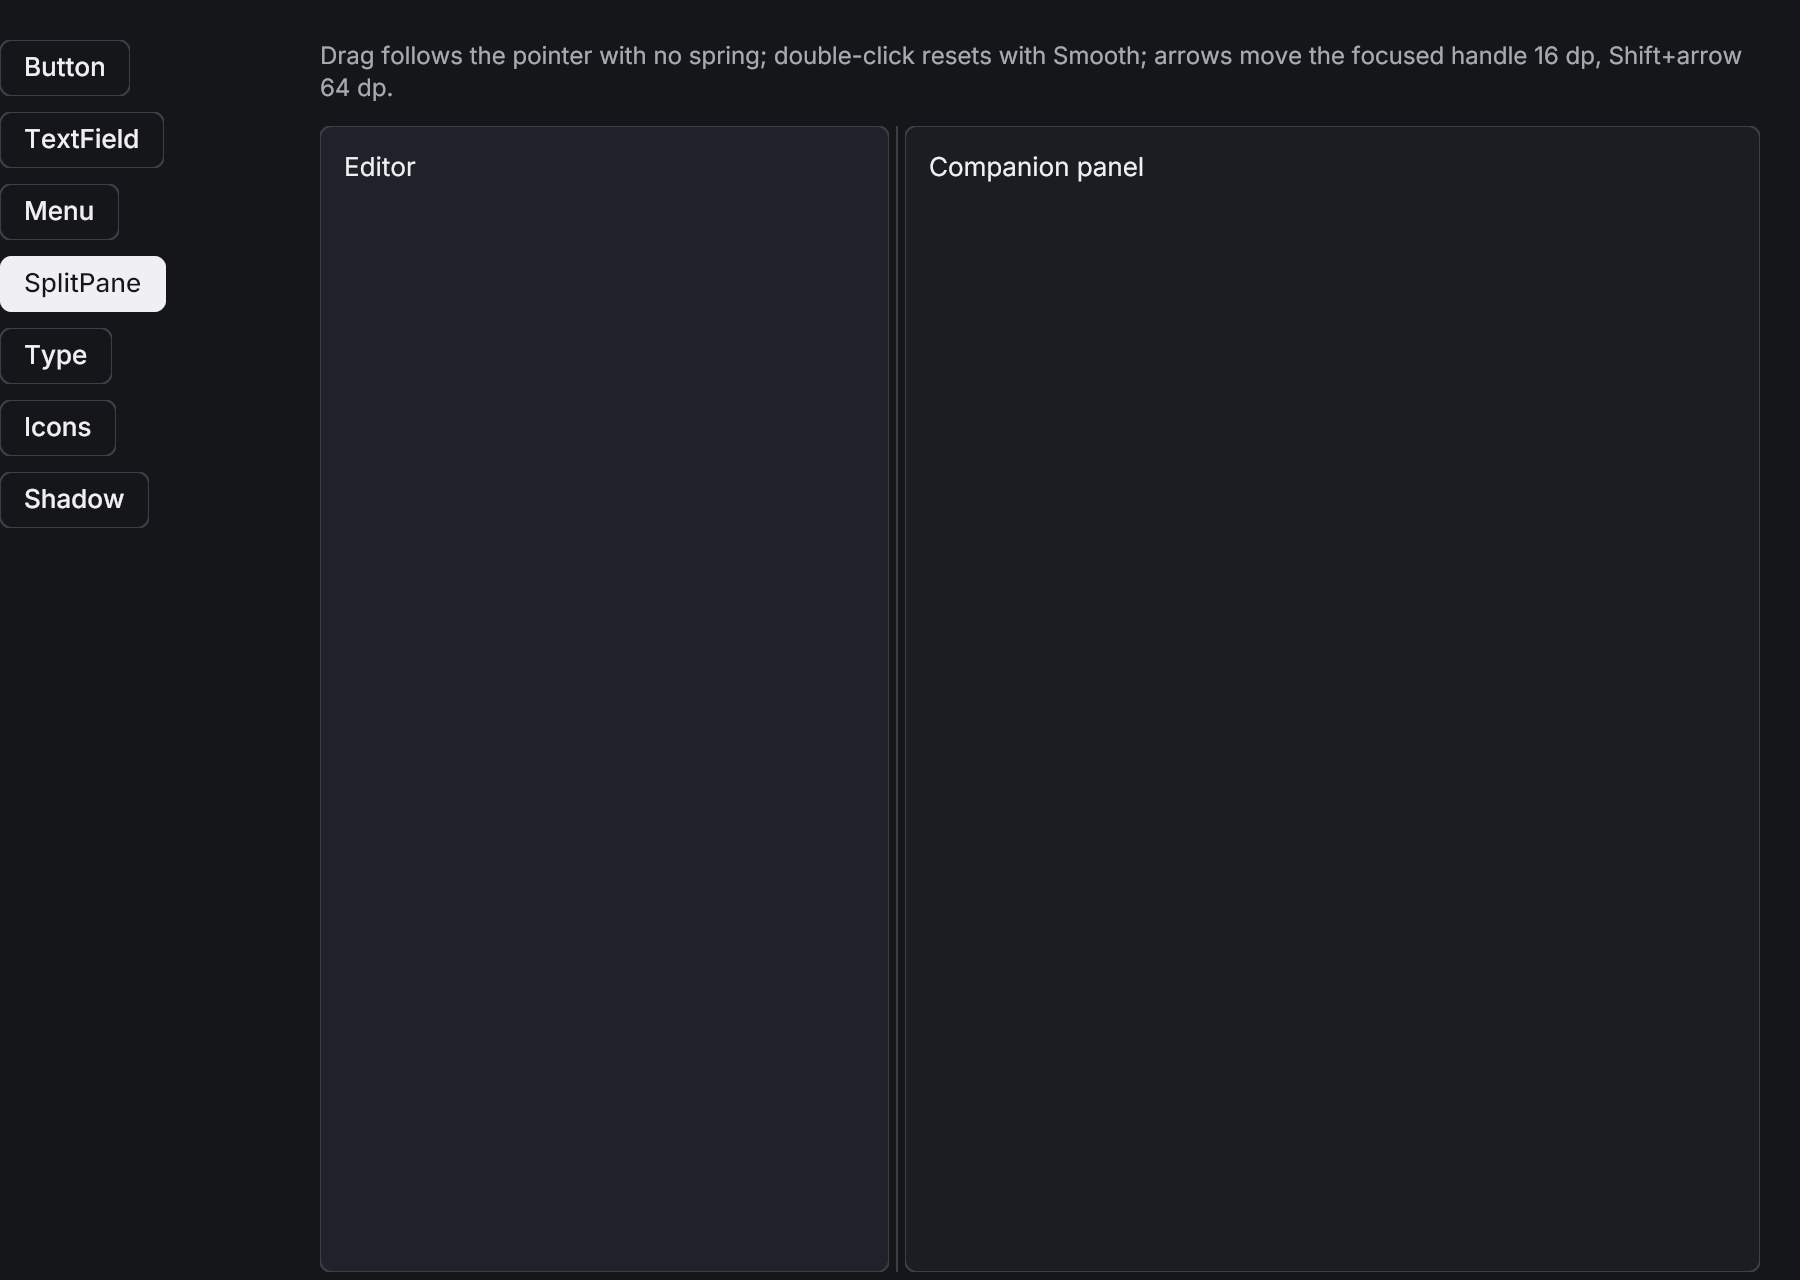 Button
TextField
Menu
SplitPane
Type
Icons
Shadow
Drag follows the pointer with no spring; double-click resets with Smooth; arrows move the focused handle 16 dp, Shift+arrow
64 dp.
Editor
Companion panel